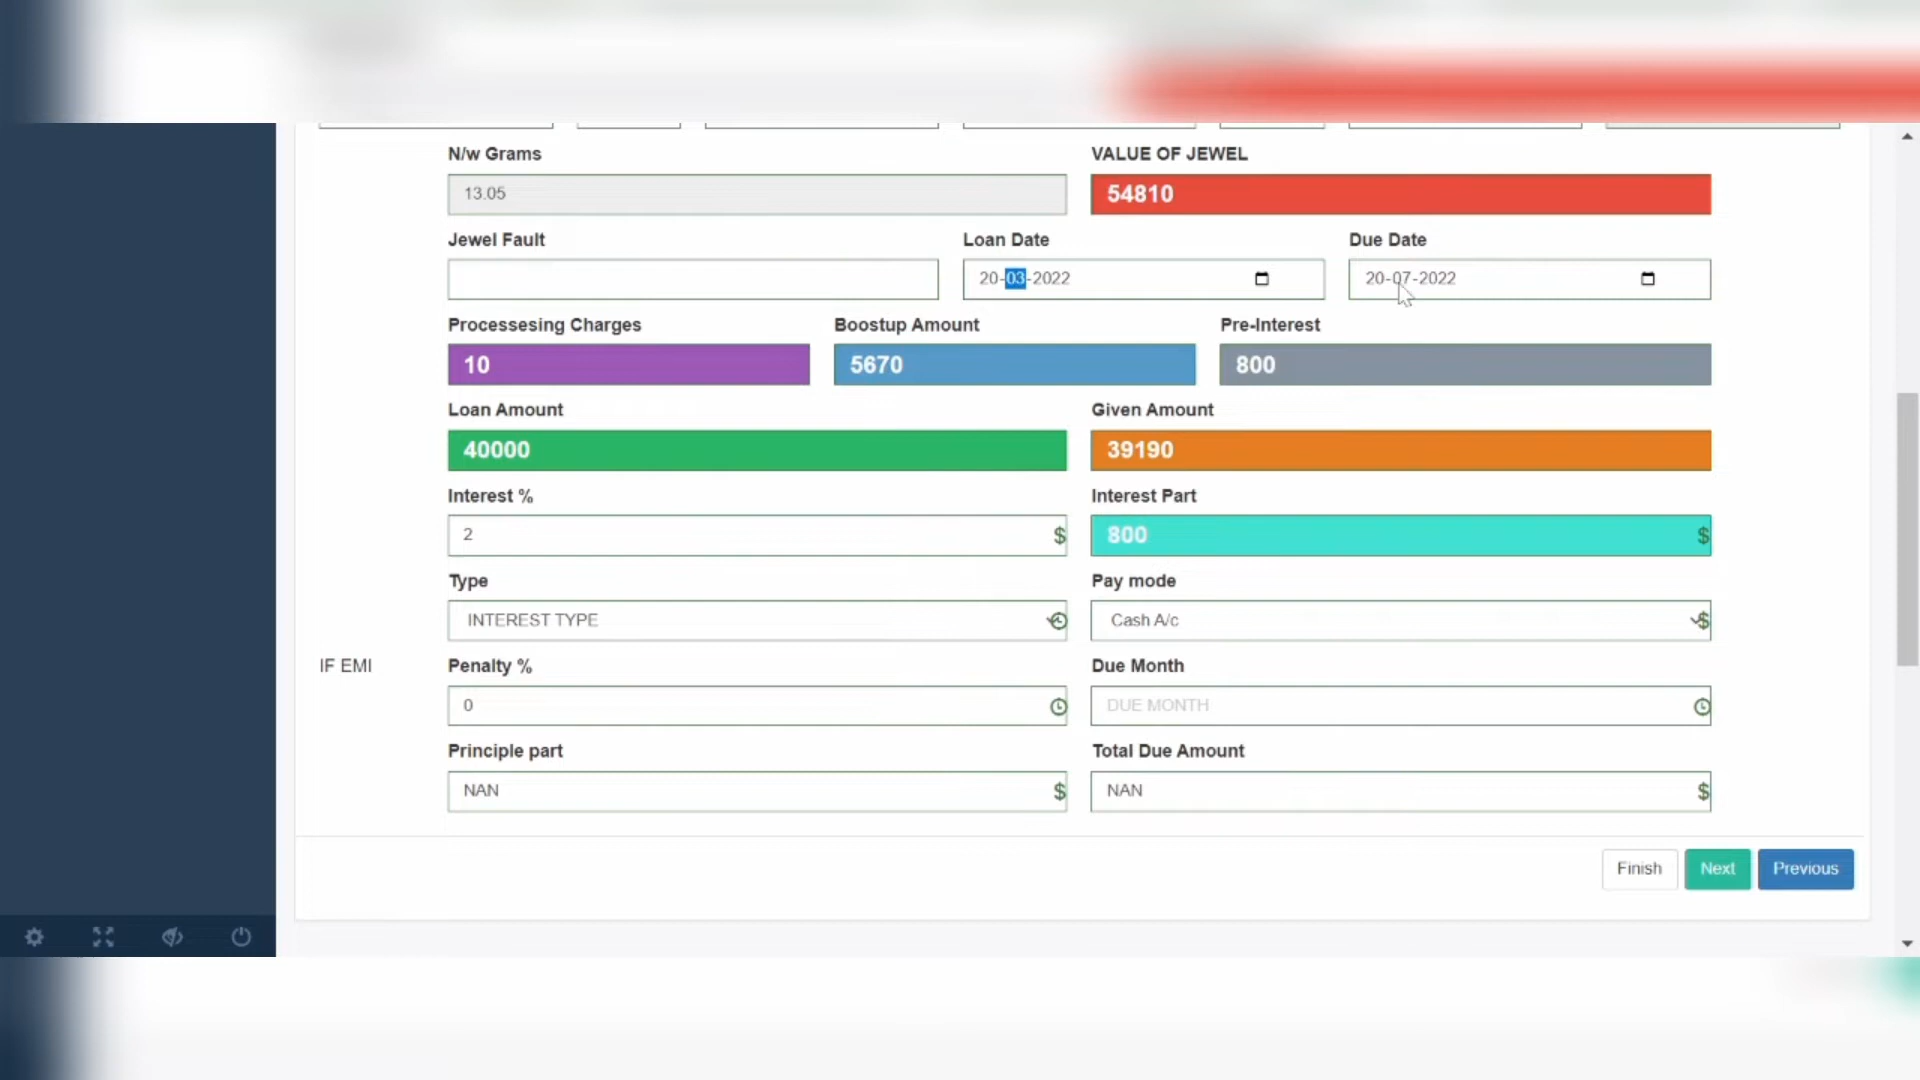 N/w Grams
VALUE OF JEWEL
13.05
54810
Jewel Fault
Loan Date
Due Date
20-03-2022
20-07-2022
Processesing Charges
Boostup Amount
Pre-Interest
10
5670
800
Loan Amount
Given Amount
40000
39190
Interest %
Interest Part
2
$
800
$
Type
Pay mode
INTEREST TYPE
Cash A/c
$
IF EMI
Penalty %
Due Month
0
DUE MONTH
Principle part
Total Due Amount
NAN
$
NAN
$
Finish
Next
Previous